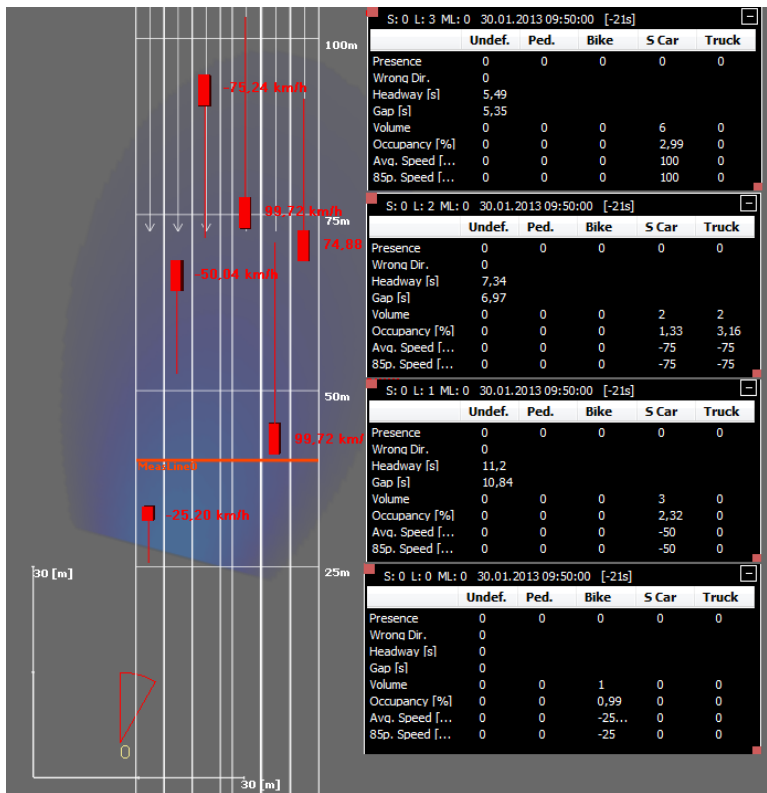 100m
-75,24 km/h
89,72 km/h
75m
74,88
-50,04 km/h
50m
99,72 km/
MeasLine0
-25,20 km/h
25m
30 [m]
0
30 [m]
S: 0 L: 3 ML: 0 30.01.2013 09:50:00 [-21s]
Undef. Ped. Bike S Car Truck
Presence 0 0 0 0 0
Wrong Dir. 0
Headway [s] 5,49
Gap [s] 5,35
Volume 0 0 0 6 0
Occupancy [%] 0 0 0 2,99 0
Avg. Speed [... 0 0 0 100 0
85p. Speed [... 0 0 0 100 0
S: 0 L: 2 ML: 0 30.01.2013 09:50:00 [-21s]
Undef. Ped. Bike S Car Truck
Presence 0 0 0 0 0
Wrong Dir. 0
Headway [s] 7,34
Gap [s] 6,97
Volume 0 0 0 2 2
Occupancy [%] 0 0 0 1,33 3,16
Avg. Speed [... 0 0 0 -75 -75
85p. Speed [... 0 0 0 -75 -75
S: 0 L: 1 ML: 0 30.01.2013 09:50:00 [-21s]
Undef. Ped. Bike S Car Truck
Presence 0 0 0 0 0
Wrong Dir. 0
Headway [s] 11,2
Gap [s] 10,84
Volume 0 0 0 3 0
Occupancy [%] 0 0 0 2,32 0
Avg. Speed [... 0 0 0 -50 0
85p. Speed [... 0 0 0 -50 0
S: 0 L: 0 ML: 0 30.01.2013 09:50:00 [-21s]
Undef. Ped. Bike S Car Truck
Presence 0 0 0 0 0
Wrong Dir. 0
Headway [s] 0
Gap [s] 0
Volume 0 0 1 0 0
Occupancy [%] 0 0 0,99 0 0
Avg. Speed [... 0 0 -25... 0 0
85p. Speed [... 0 0 -25 0 0